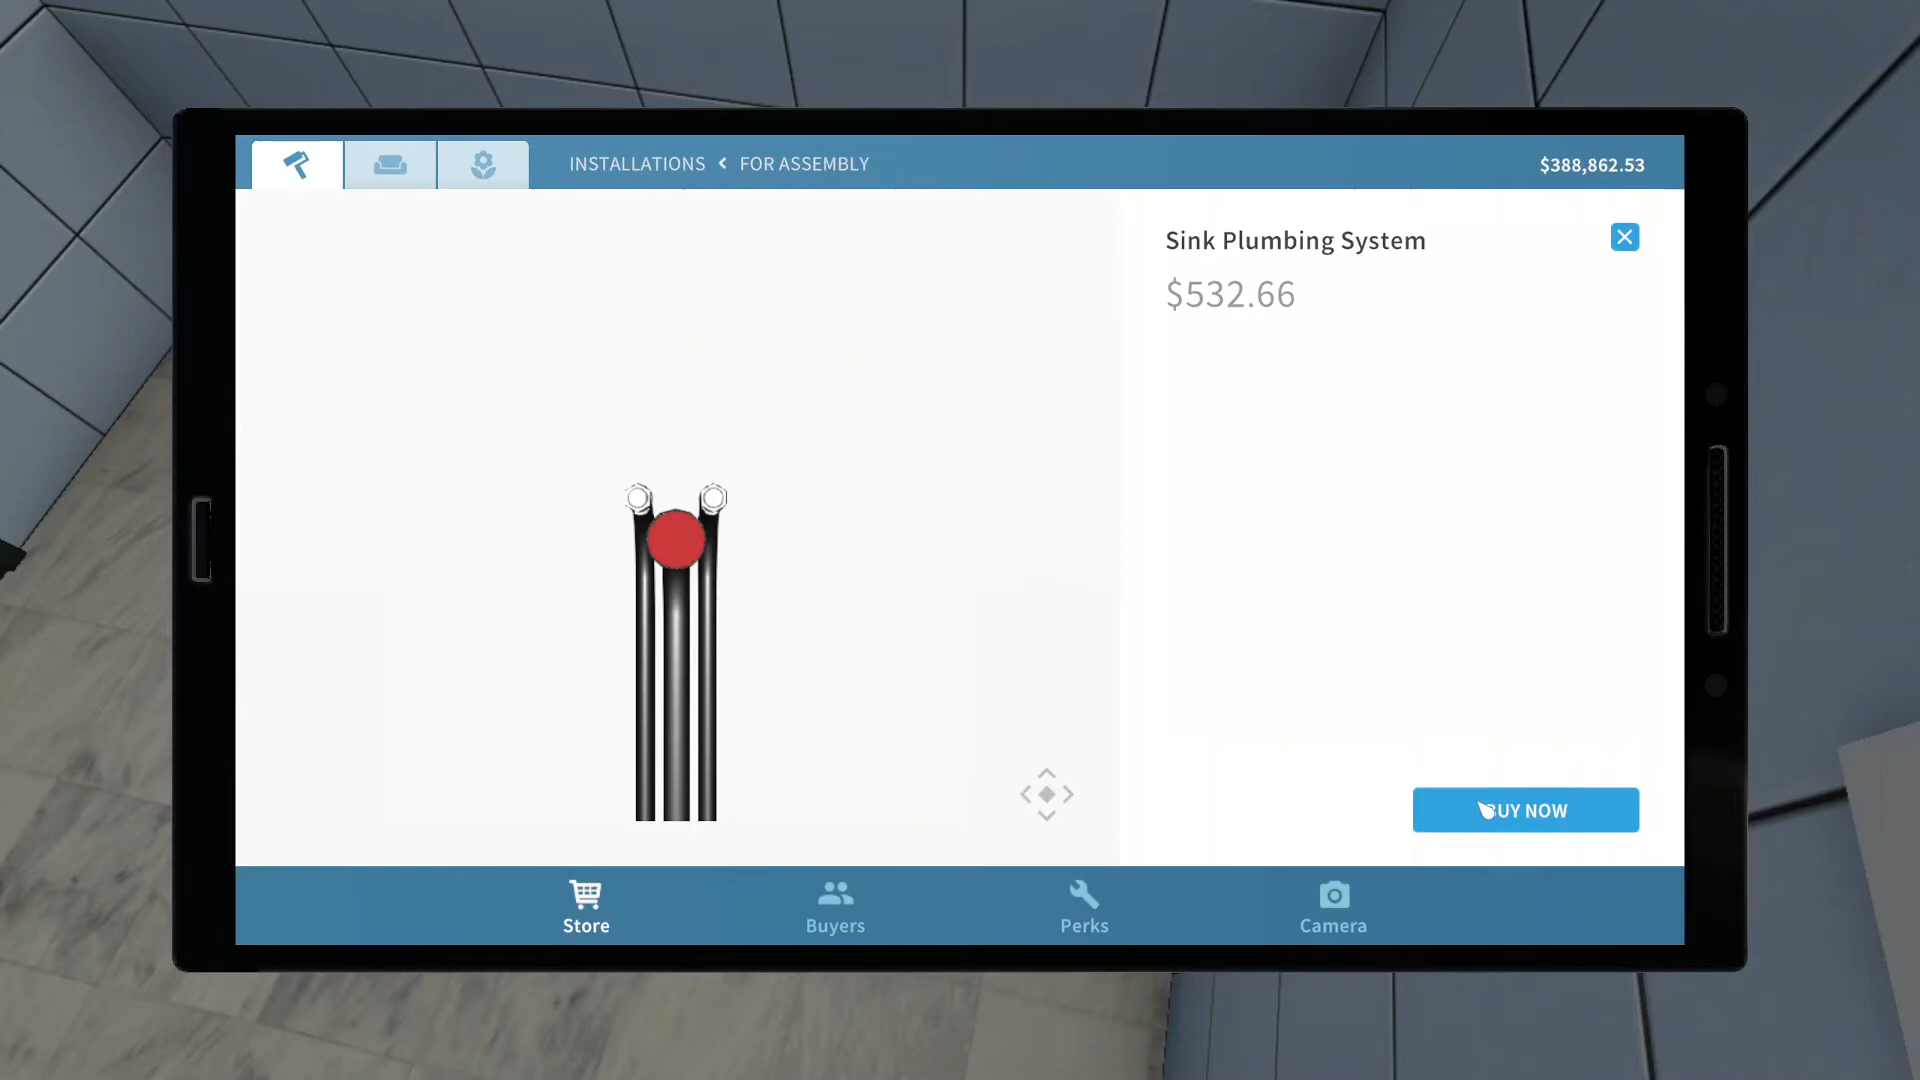 INSTALLATIONS < FOR ASSEMBLY
$388,862.53
Sink Plumbing System
$532.66
BUY NOW
Store
Buyers
Perks
Camera